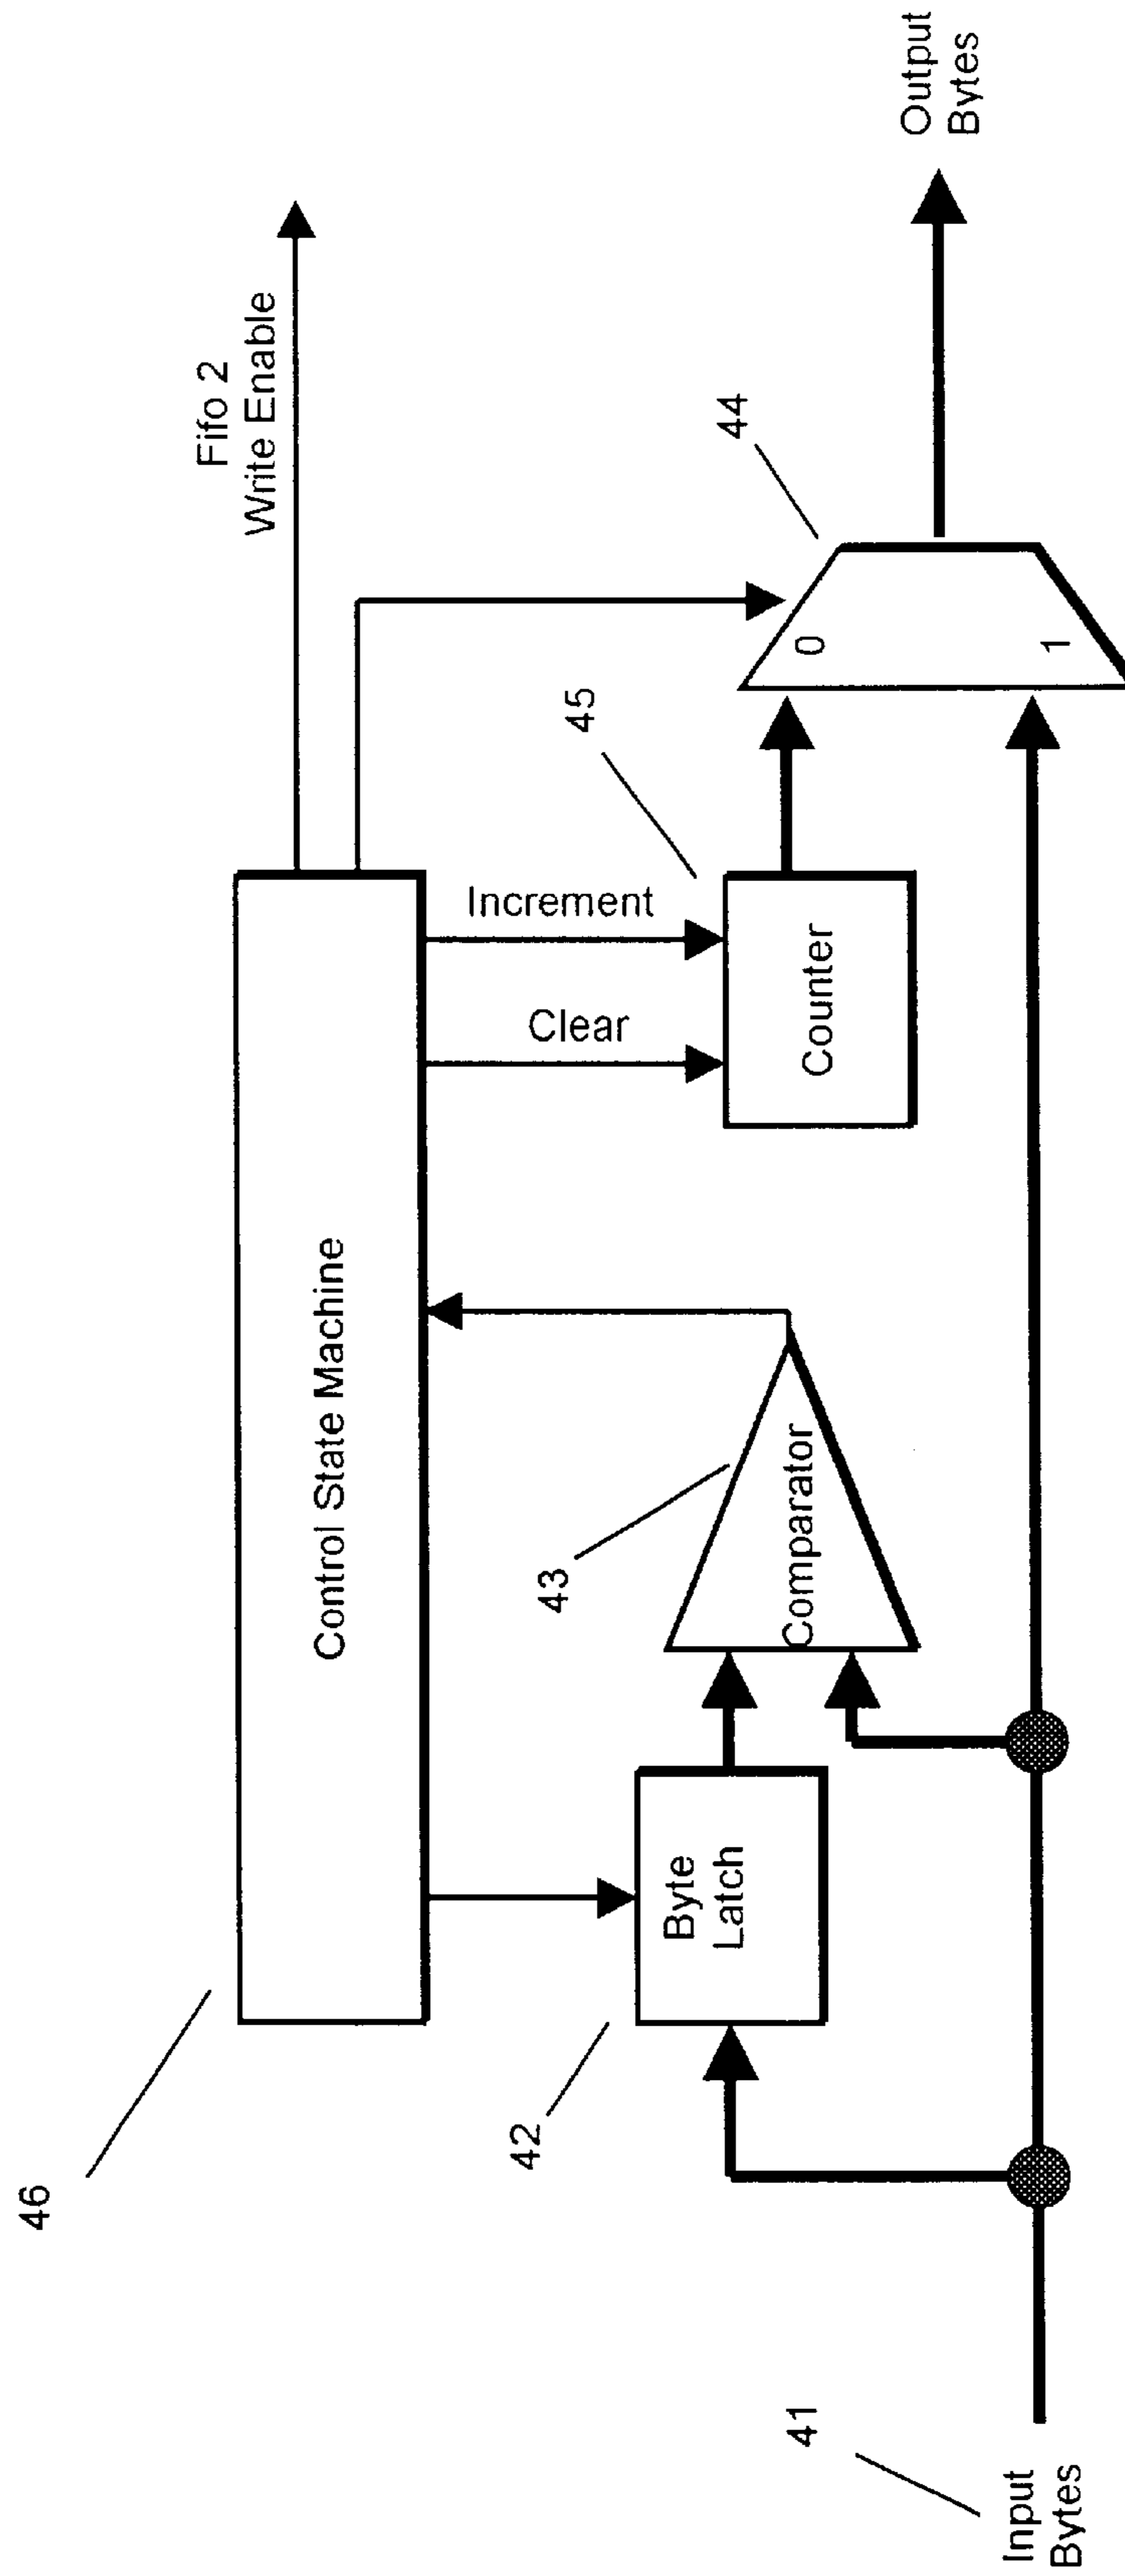 46
Control State Machine
Fifo 2
Write Enable
Increment
Clear
45
44
42
Byte
Latch
43
Comparator
Counter
0
1
Output
Bytes
41
Input
Bytes